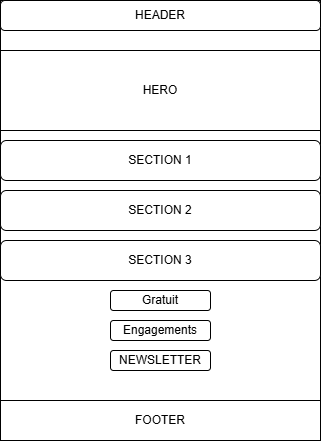 HEADER
HERO
SECTION 1
SECTION 2
SECTION 3
Gratuit
Engagements
NEWSLETTER
FOOTER